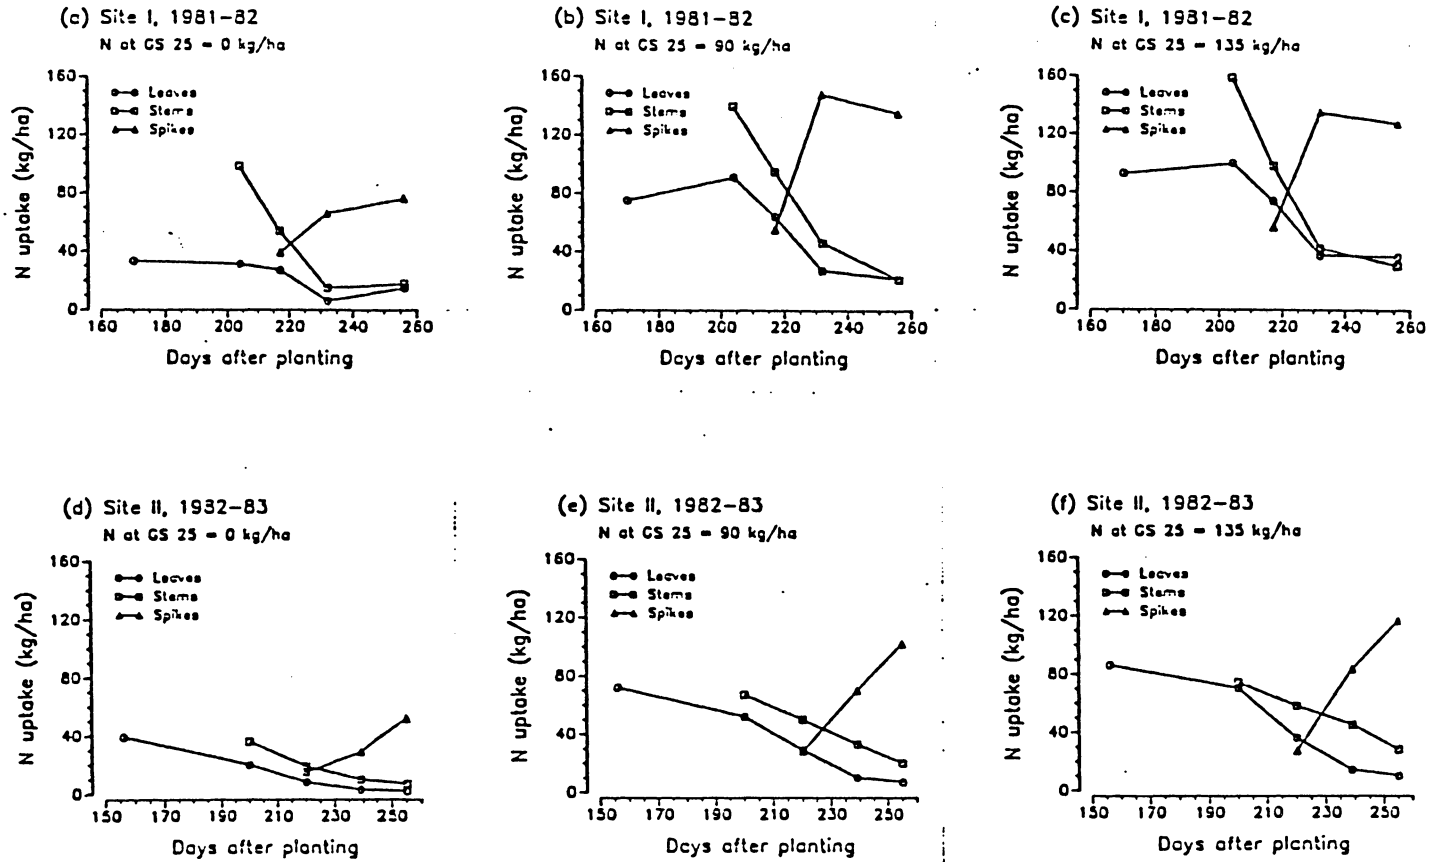 (c) Site I, 1981-82
N at GS 25 = 0 kg/ha
160
120
80
40
0
N uptake (kg/ha)
Leaves
Stems
Spikes
160 180 200 220 240 260
Days after planting
(b) Site I, 1981-82
N at GS 25 = 90 kg/ha
160
120
80
40
0
N uptake (kg/ha)
Leaves
Stems
Spikes
160 180 200 220 240 260
Days after planting
(c) Site I, 1981-82
N at GS 25 = 135 kg/ha
160
120
80
40
0
N uptake (kg/ha)
Leaves
Stems
Spikes
160 180 200 220 240 260
Days after planting
(d) Site II, 1982-83
N at GS 25 = 0 kg/ha
160
120
80
40
0
N uptake (kg/ha)
Leaves
Stems
Spikes
150 170 190 210 230 250
Days after planting
(e) Site II, 1982-83
N at GS 25 = 90 kg/ha
160
120
80
40
0
N uptake (kg/ha)
Leaves
Stems
Spikes
150 170 190 210 230 250
Days after planting
(f) Site II, 1982-83
N at GS 25 = 135 kg/ha
160
120
80
40
0
N uptake (kg/ha)
Leaves
Stems
Spikes
150 170 190 210 230 250
Days after planting